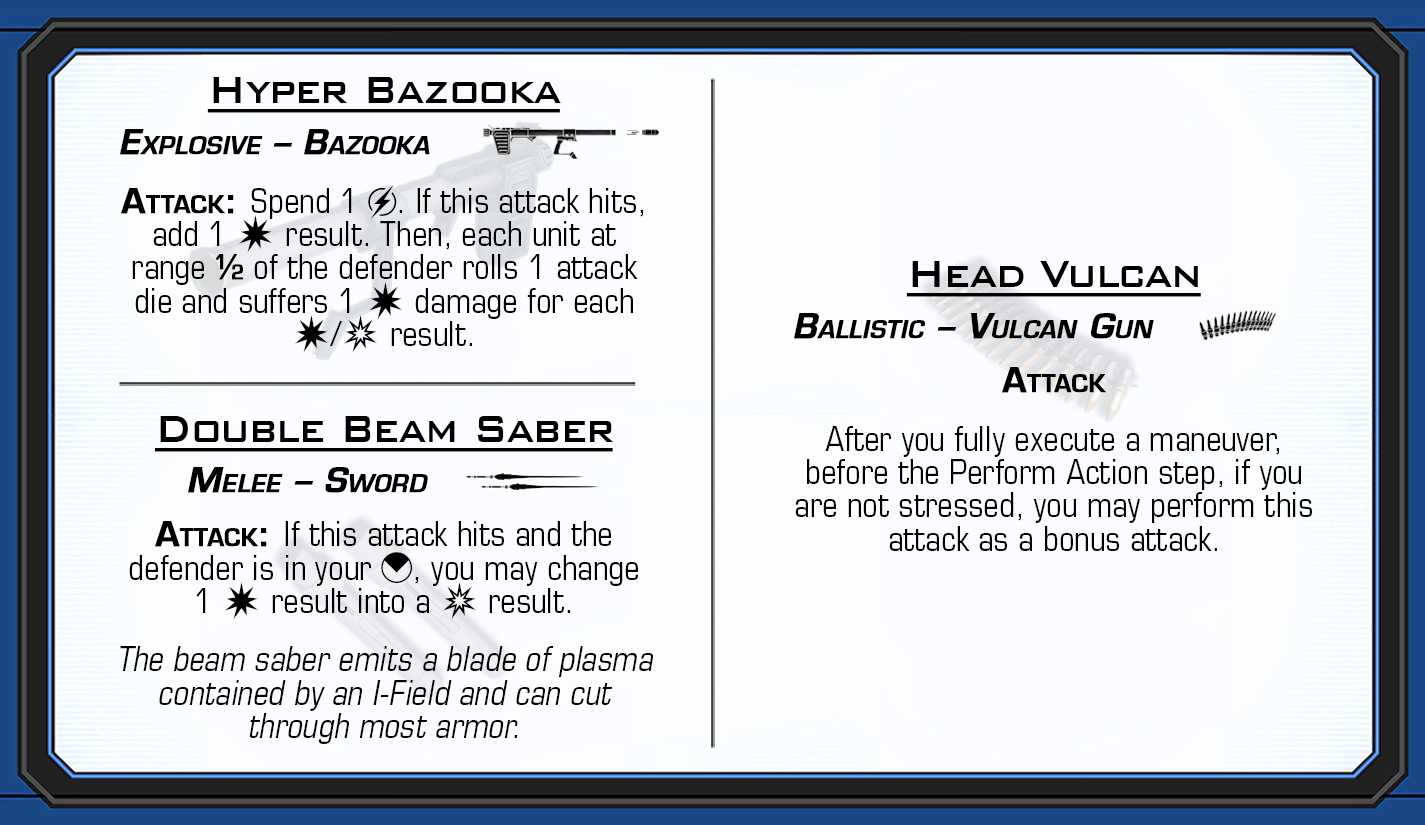 Hyper Bazooka
Explosive – Bazooka
Attack: Spend 1 . If this attack hits,
add 1 result. Then, each unit at
range ½ of the defender rolls 1 attack
die and suffers 1 damage for each
/ result.
Double Beam Saber
Melee – Sword
Attack: If this attack hits and the
defender is in your , you may change
1 result into a result.
The beam saber emits a blade of plasma
contained by an I-Field and can cut
through most armor.
Head Vulcan
Ballistic – Vulcan Gun
Attack
After you fully execute a maneuver,
before the Perform Action step, if you
are not stressed, you may perform this
attack as a bonus attack.